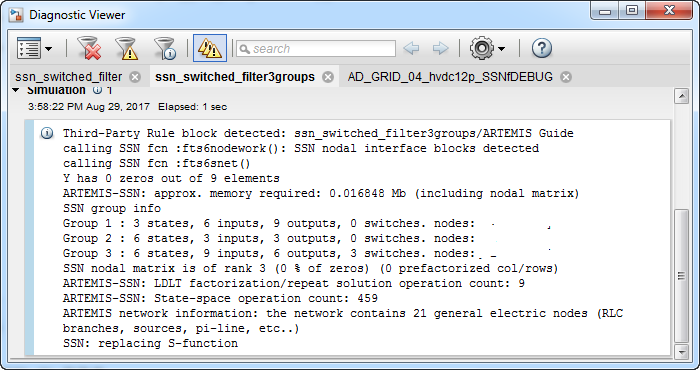 Diagnostic Viewer
search
ssn_switched_filter ssn_switched_filter3groups AD_GRID_04_hvdc12p_SSNfDEBUG
Simulation 1
3:58:22 PM Aug 29, 2017 Elapsed: 1 sec
Third-Party Rule block detected: ssn_switched_filter3groups/ARTEMIS Guide
calling SSN fcn :fts6nodework(): SSN nodal interface blocks detected
calling SSN fcn :fts6snet()
Y has 0 zeros out of 9 elements
ARTEMIS-SSN: approx. memory required: 0.016848 Mb (including nodal matrix)
SSN group info
Group 1 : 3 states, 6 inputs, 9 outputs, 0 switches. nodes:
Group 2 : 6 states, 3 inputs, 3 outputs, 0 switches. nodes:
Group 3 : 6 states, 9 inputs, 6 outputs, 3 switches. nodes:
SSN nodal matrix is of rank 3 (0 % of zeros) (0 prefactorized col/rows)
ARTEMIS-SSN: LDLT factorization/repeat solution operation count: 9
ARTEMIS-SSN: State-space operation count: 459
ARTEMIS network information: the network contains 21 general electric nodes (RLC
branches, sources, pi-line, etc..)
SSN: replacing S-function